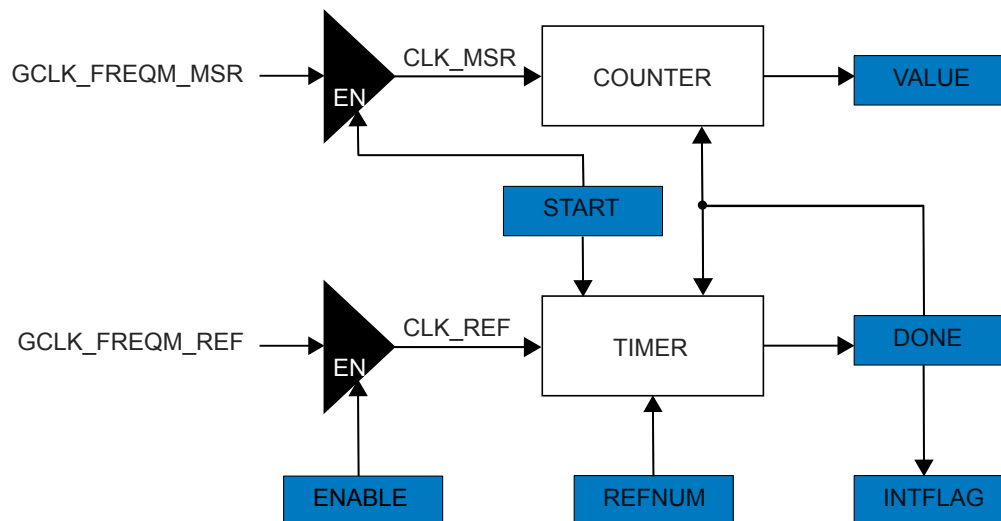 CLK_MSR
GCLK_FREQM_MSR
COUNTER
VALUE
EN
START
CLK_REF
GCLK_FREQM_REF
TIMER
DONE
EN
ENABLE
REFNUM
INTFLAG